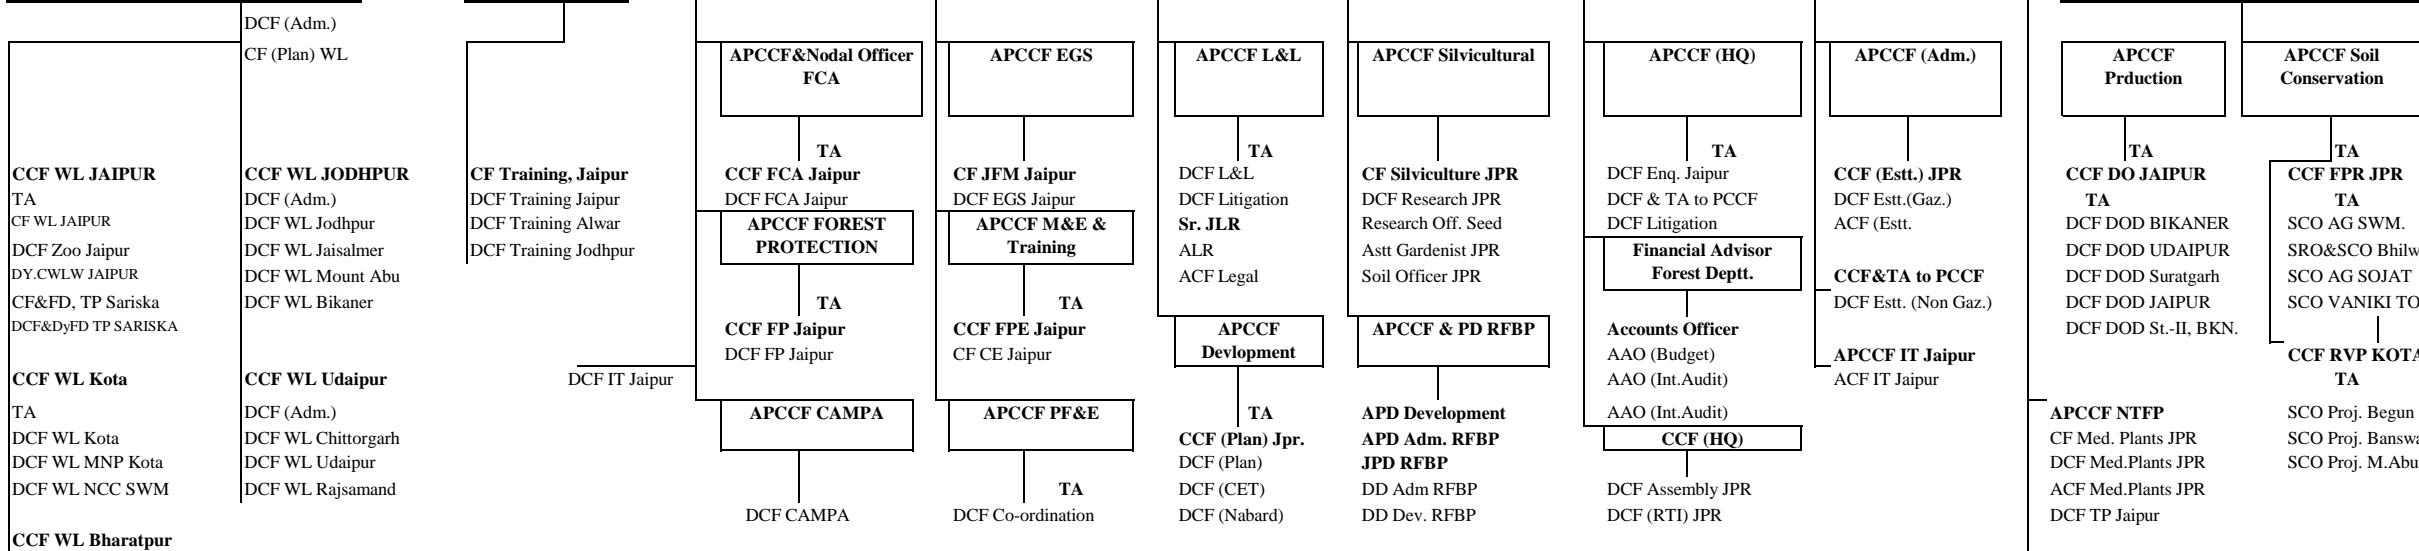 DCF (Adm.)
CF (Plan) WL
CCF WL JAIPUR
TA
CF WL JAIPUR
DCF Zoo Jaipur
DY.CWLW JAIPUR
CF&FD, TP Sariska
DCF&DyFD TP SARISKA
CCF WL Kota
TA
DCF WL Kota
DCF WL MNP Kota
DCF WL NCC SWM
CCF WL Bharatpur
CCF WL JODHPUR
DCF (Adm.)
DCF WL Jodhpur
DCF WL Jaisalmer
DCF WL Mount Abu
DCF WL Bikaner
CCF WL Udaipur
DCF (Adm.)
DCF WL Chittorgarh
DCF WL Udaipur
DCF WL Rajsamand
CF Training, Jaipur
DCF Training Jaipur
DCF Training Alwar
DCF Training Jodhpur
DCF IT Jaipur
APCCF&Nodal Officer
FCA
TA
CCF FCA Jaipur
DCF FCA Jaipur
APCCF FOREST
PROTECTION
TA
CCF FP Jaipur
DCF FP Jaipur
APCCF CAMPA
DCF CAMPA
APCCF EGS
CF JFM Jaipur
DCF EGS Jaipur
APCCF M&E &
Training
TA
CCF FPE Jaipur
CF CE Jaipur
APCCF PF&E
TA
DCF Co-ordination
APCCF L&L
TA
DCF L&L
DCF Litigation
Sr. JLR
ALR
ACF Legal
APCCF
Devlopment
TA
CCF (Plan) Jpr.
DCF (Plan)
DCF (CET)
DCF (Nabard)
APCCF Silvicultural
CF Silviculture JPR
DCF Research JPR
Research Off. Seed
Astt Gardenist JPR
Soil Officer JPR
APCCF & PD RFBP
APD Development
APD Adm. RFBP
JPD RFBP
DD Adm RFBP
DD Dev. RFBP
APCCF (HQ)
TA
DCF Enq. Jaipur
DCF & TA to PCCF
DCF Litigation
Financial Advisor
Forest Deptt.
Accounts Officer
AAO (Budget)
AAO (Int.Audit)
AAO (Int.Audit)
CCF (HQ)
DCF Assembly JPR
DCF (RTI) JPR
APCCF (Adm.)
CCF (Estt.) JPR
DCF Estt.(Gaz.)
ACF (Estt.
CCF&TA to PCCF
DCF Estt. (Non Gaz.)
APCCF IT Jaipur
ACF IT Jaipur
APCCF
Prduction
TA
CCF DO JAIPUR
TA
DCF DOD BIKANER
DCF DOD UDAIPUR
DCF DOD Suratgarh
DCF DOD JAIPUR
DCF DOD St.-II, BKN.
APCCF NTFP
CF Med. Plants JPR
DCF Med.Plants JPR
ACF Med.Plants JPR
DCF TP Jaipur
APCCF Soil
Conservation
TA
CCF FPR JPR
TA
SCO AG SWM.
SRO&SCO Bhilw
SCO AG SOJAT
SCO VANIKI TO
CCF RVP KOTA
TA
SCO Proj. Begun
SCO Proj. Banswa
SCO Proj. M.Abu